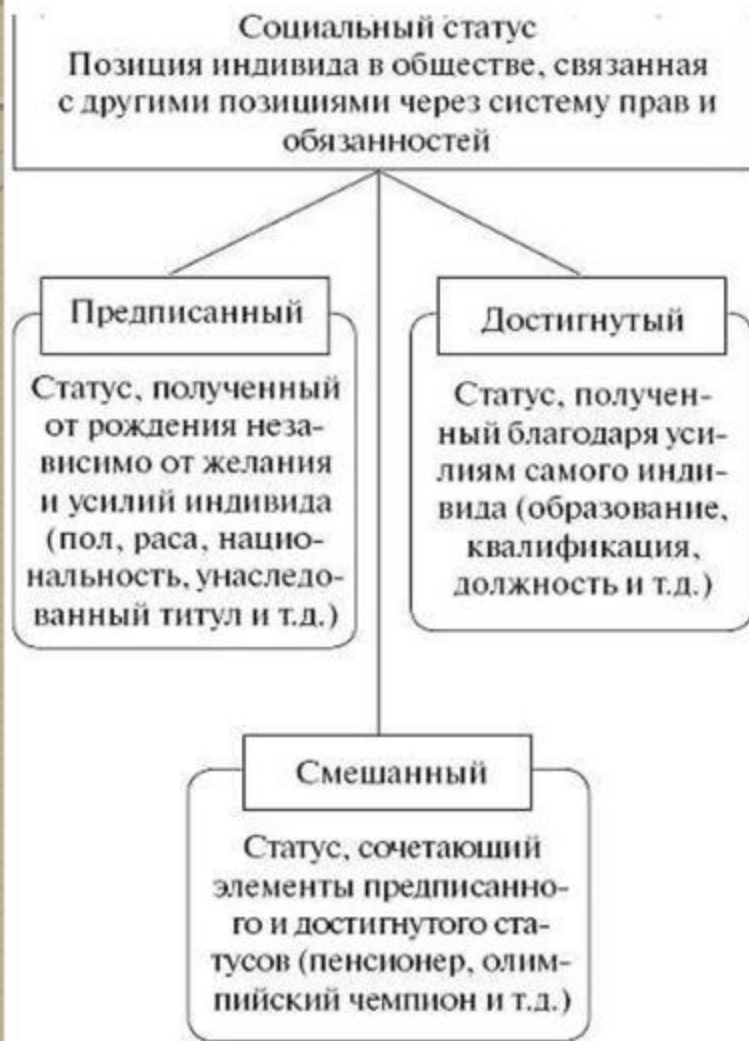 Социальный статус
Позиция индивида в обществе, связанная
с другими позициями через систему прав и
обязанностей
Предписанный
Статус, полученный
от рождения неза-
висимо от желания
и усилий индивида
(пол, раса, нацио-
нальность, унаследо-
ванный титул и т.д.)
Достигнутый
Статус, получен-
ный благодаря уси-
лиям самого инди-
вида (образование,
квалификация,
должность и т.д.)
Смешанный
Статус, сочетающий
элементы предписанно-
го и достигнутого ста-
тусов (пенсионер, олим-
пийский чемпион и т.д.)